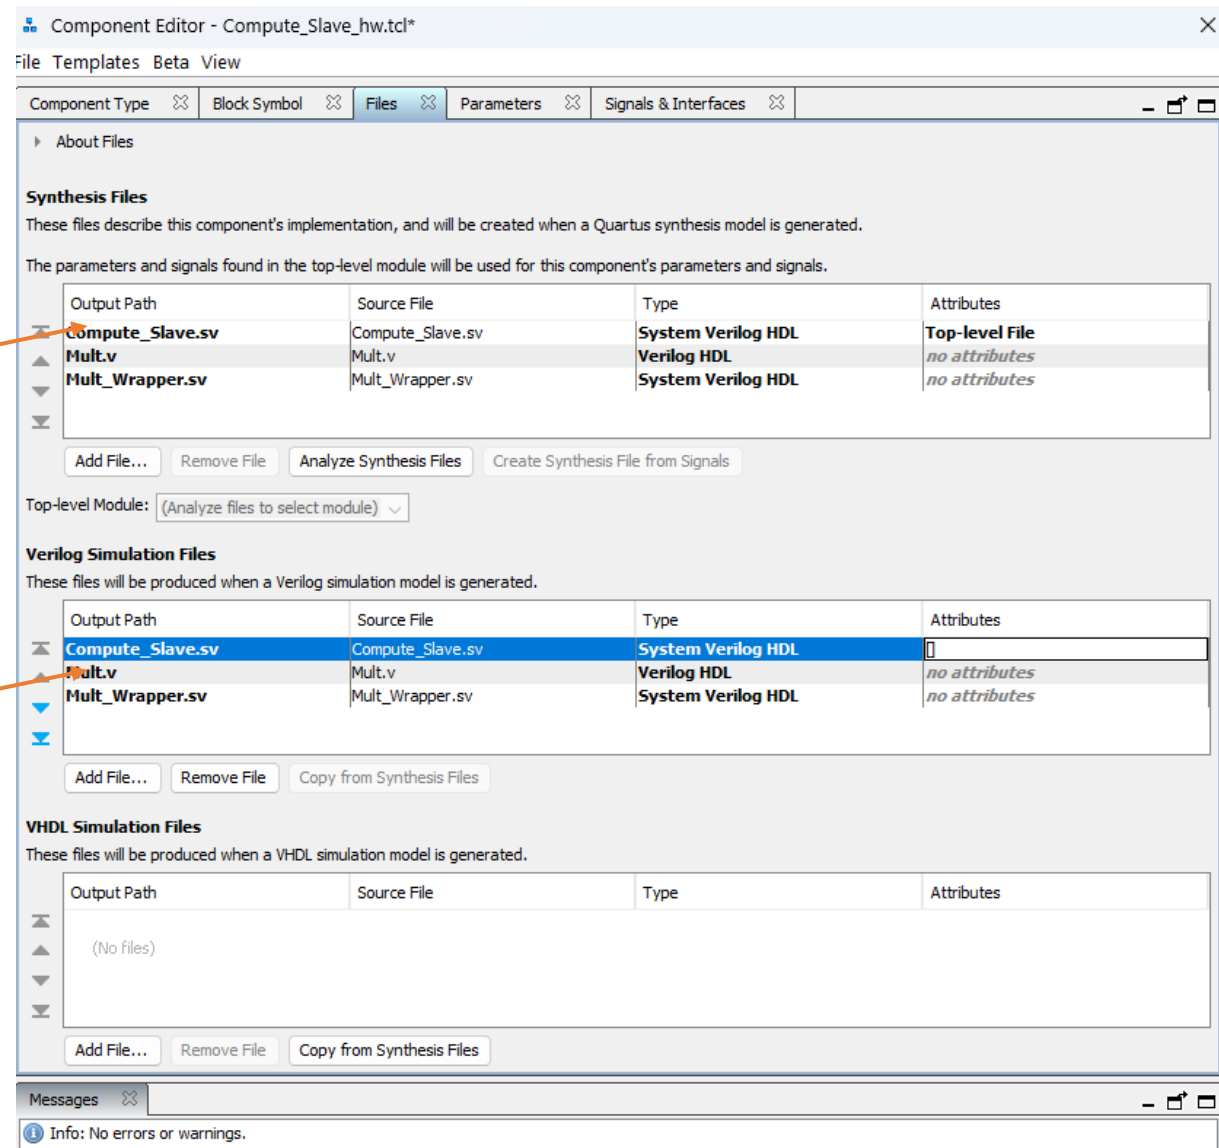 Component Editor - Compute_Slave_hw.tcl*
File Templates Beta View
Component Type Block Symbol Files Parameters Signals & Interfaces
About Files
Synthesis Files
These files describe this component's implementation, and will be created when a Quartus synthesis model is generated.
The parameters and signals found in the top-level module will be used for this component's parameters and signals.
Output Path Source File Type Attributes
Compute_Slave.sv Compute_Slave.sv System Verilog HDL Top-level File
Mult.v Mult.v Verilog HDL no attributes
Mult_Wrapper.sv Mult_Wrapper.sv System Verilog HDL no attributes
Add File... Remove File Analyze Synthesis Files Create Synthesis File from Signals
Top-level Module: (Analyze files to select module)
Verilog Simulation Files
These files will be produced when a Verilog simulation model is generated.
Output Path Source File Type Attributes
Compute_Slave.sv Compute_Slave.sv System Verilog HDL []
Mult.v Mult.v Verilog HDL no attributes
Mult_Wrapper.sv Mult_Wrapper.sv System Verilog HDL no attributes
Add File... Remove File Copy from Synthesis Files
VHDL Simulation Files
These files will be produced when a VHDL simulation model is generated.
Output Path Source File Type Attributes
(No files)
Add File... Remove File Copy from Synthesis Files
Messages
Info: No errors or warnings.